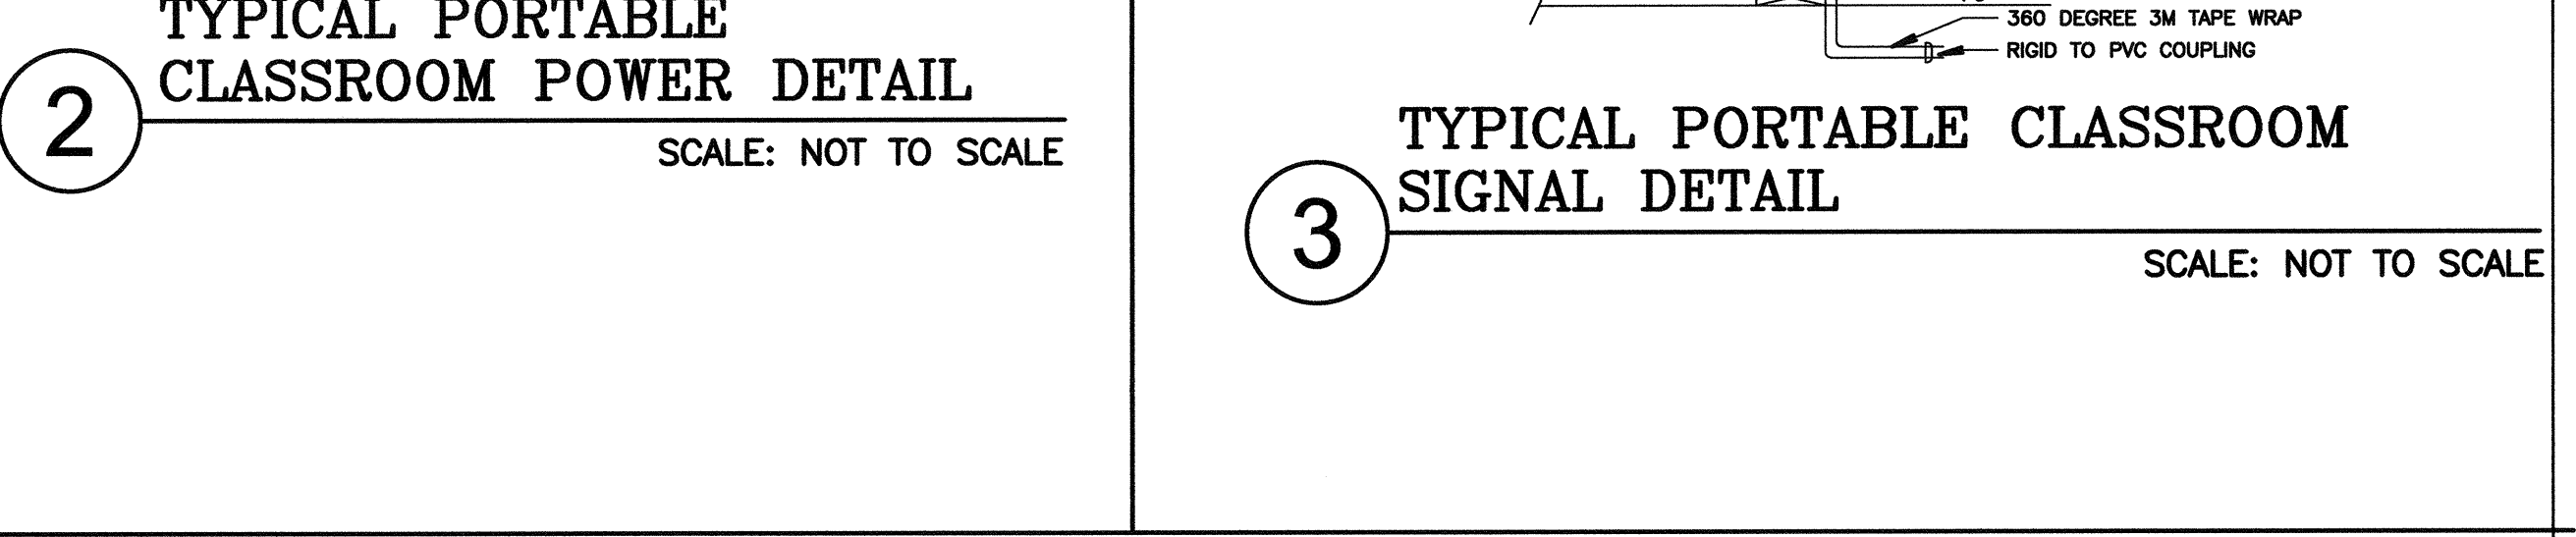 TYPICAL PORTABLE
CLASSROOM POWER DETAIL
2
SCALE: NOT TO SCALE
360 DEGREE 3M TAPE WRAP
RIGID TO PVC COUPLING
TYPICAL PORTABLE CLASSROOM
SIGNAL DETAIL
3
SCALE: NOT TO SCALE